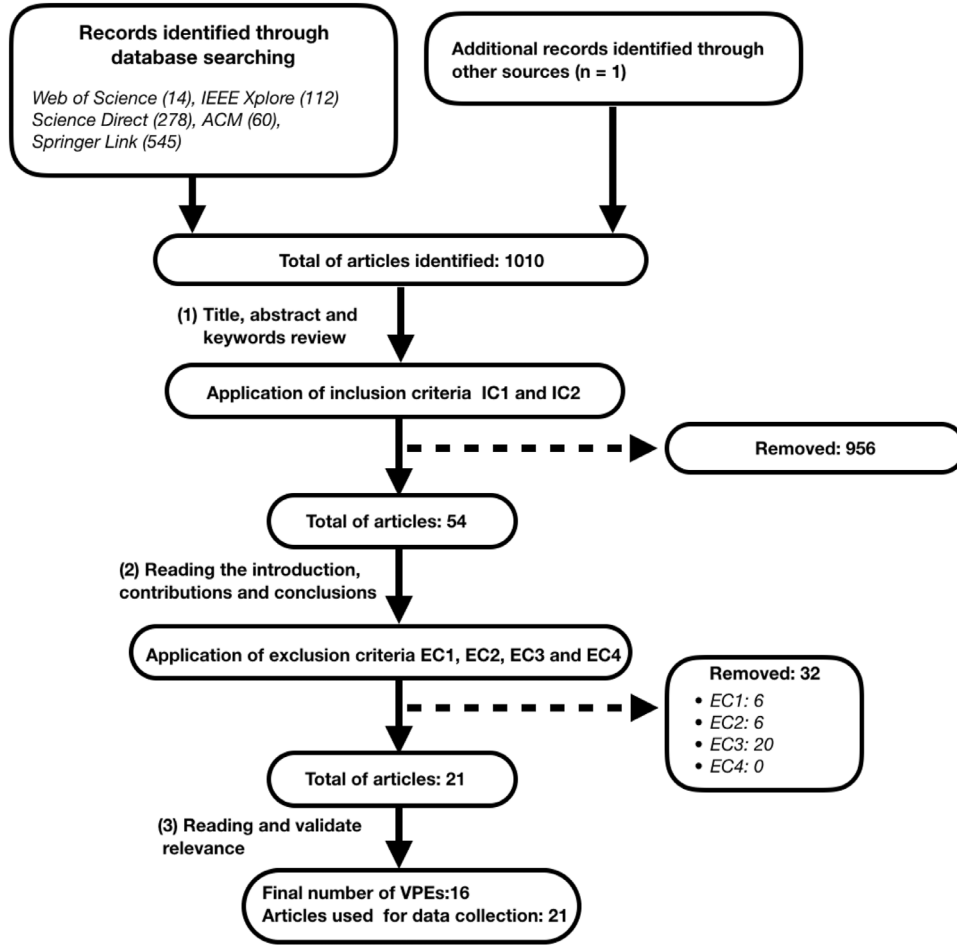 Records identified through
database searching
Web of Science (14), IEEE Xplore (112)
Science Direct (278), ACM (60),
Springer Link (545)
Additional records identified through
other sources (n = 1)
Total of articles identified: 1010
(1) Title, abstract and
keywords review
Application of inclusion criteria IC1 and IC2
Removed: 956
Total of articles: 54
(2) Reading the introduction,
contributions and conclusions
Application of exclusion criteria EC1, EC2, EC3 and EC4
Removed: 32
• EC1: 6
• EC2: 6
• EC3: 20
• EC4: 0
Total of articles: 21
(3) Reading and validate
relevance
Final number of VPEs:16
Articles used for data collection: 21